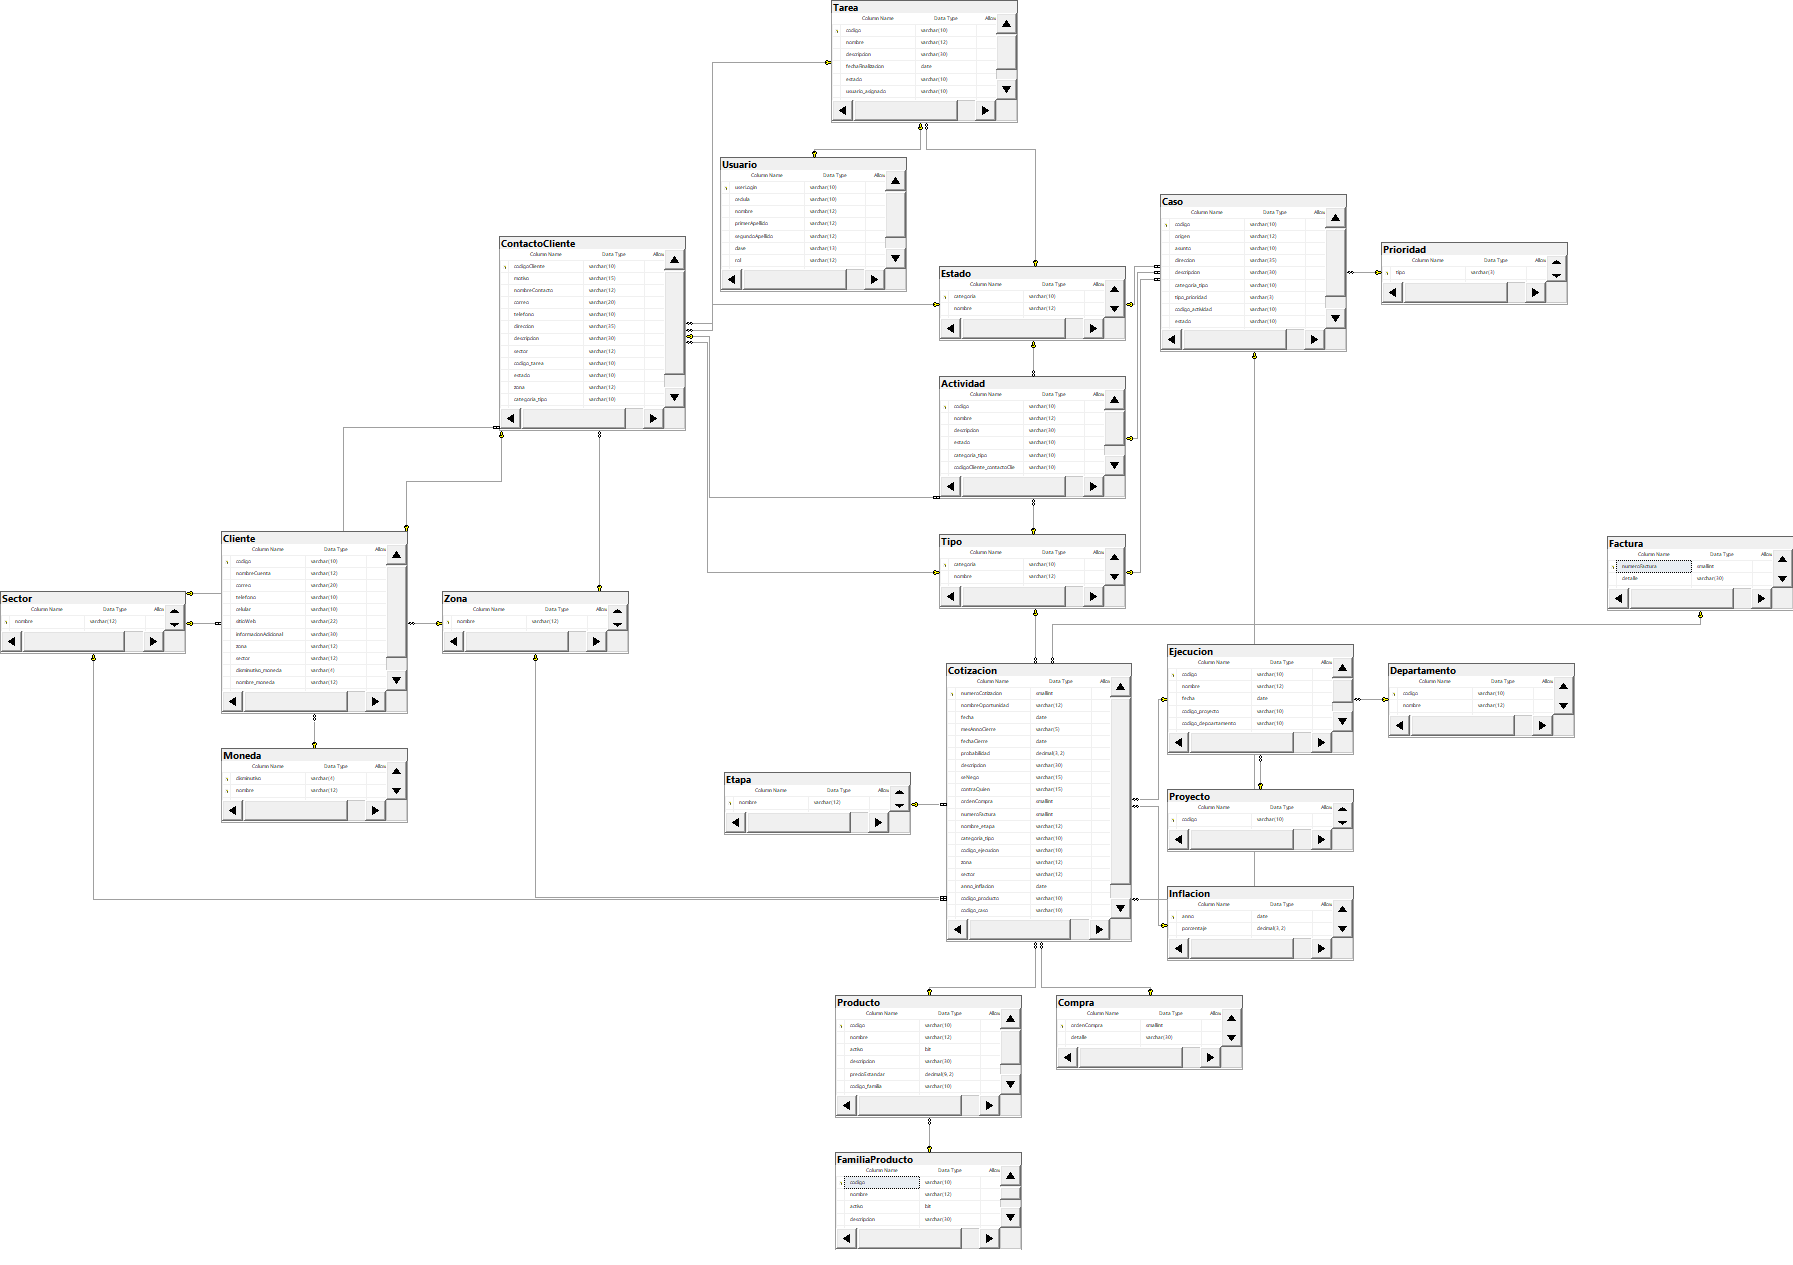 Tarea
Column Name Data Type Allow
codigo varchar(10)
nombre varchar(12)
descripcion varchar(30)
fechaFinalizacion date
estado varchar(10)
usuario_asignado varchar(10)
Usuario
Column Name Data Type Allow
userLogin varchar(10)
cedula varchar(10)
nombre varchar(12)
primerApellido varchar(12)
segundoApellido varchar(12)
clave varchar(13)
rol varchar(12)
ContactoCliente
Column Name Data Type Allow
codigoCliente varchar(10)
motivo varchar(15)
nombreContacto varchar(12)
correo varchar(20)
telefono varchar(10)
direccion varchar(35)
descripcion varchar(30)
sector varchar(12)
codigo_tarea varchar(10)
estado varchar(10)
zona varchar(12)
categoria_tipo varchar(10)
Estado
Column Name Data Type Allow
categoria varchar(10)
nombre varchar(12)
Caso
Column Name Data Type Allow
codigo varchar(10)
origen varchar(12)
asunto varchar(10)
direccion varchar(35)
descripcion varchar(30)
categoria_tipo varchar(10)
tipo_prioridad varchar(3)
codigo_actividad varchar(10)
estado varchar(10)
Prioridad
Column Name Data Type Allow
tipo varchar(3)
Actividad
Column Name Data Type Allow
codigo varchar(10)
nombre varchar(12)
descripcion varchar(30)
estado varchar(10)
categoria_tipo varchar(10)
codigoCliente_contactoClie varchar(10)
Tipo
Column Name Data Type Allow
categoria varchar(10)
nombre varchar(12)
Cliente
Column Name Data Type Allow
codigo varchar(10)
nombreCuenta varchar(12)
correo varchar(20)
telefono varchar(10)
celular varchar(10)
sitioWeb varchar(22)
informacionAdicional varchar(30)
zona varchar(12)
sector varchar(12)
disminutivo_moneda varchar(4)
nombre_moneda varchar(12)
Sector
Column Name Data Type Allow
nombre varchar(12)
Zona
Column Name Data Type Allow
nombre varchar(12)
Factura
Column Name Data Type Allow
numeroFactura smallint
detalle varchar(30)
Moneda
Column Name Data Type Allow
disminutivo varchar(4)
nombre varchar(12)
Etapa
Column Name Data Type Allow
nombre varchar(12)
Cotizacion
Column Name Data Type Allow
numeroCotizacion smallint
nombreOportunidad varchar(12)
fecha date
mesAnnoCierre varchar(5)
fechaCierre date
probabilidad decimal(3, 2)
descripcion varchar(30)
seNego varchar(15)
contraQuien varchar(15)
ordenCompra smallint
numeroFactura smallint
nombre_etapa varchar(12)
categoria_tipo varchar(10)
codigo_ejecucion varchar(10)
zona varchar(12)
sector varchar(12)
anno_inflacion date
codigo_producto varchar(10)
codigo_caso varchar(10)
Ejecucion
Column Name Data Type Allow
codigo varchar(10)
nombre varchar(12)
fecha date
codigo_proyecto varchar(10)
codigo_departamento varchar(10)
Departamento
Column Name Data Type Allow
codigo varchar(10)
nombre varchar(12)
Proyecto
Column Name Data Type Allow
codigo varchar(10)
Inflacion
Column Name Data Type Allow
anno date
porcentaje decimal(3, 2)
Producto
Column Name Data Type Allow
codigo varchar(10)
nombre varchar(12)
activo bit
descripcion varchar(30)
precioEstandar decimal(9, 2)
codigo_familia varchar(10)
Compra
Column Name Data Type Allow
ordenCompra smallint
detalle varchar(30)
FamiliaProducto
Column Name Data Type Allow
codigo varchar(10)
nombre varchar(12)
activo bit
descripcion varchar(30)